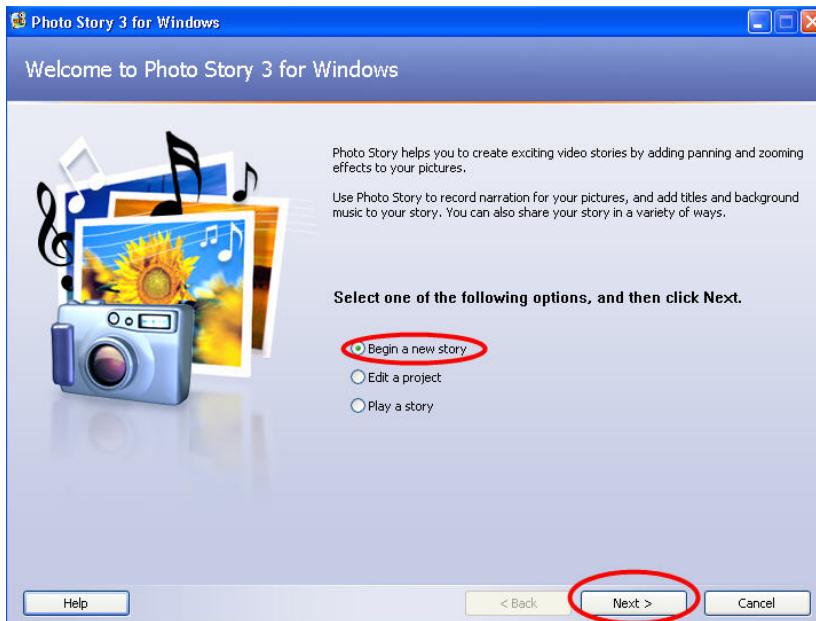 Photo Story 3 for Windows
Welcome to Photo Story 3 for Windows
Photo Story helps you to create exciting video stories by adding panning and zooming
effects to your pictures.
Use Photo Story to record narration for your pictures, and add titles and background
music to your story. You can also share your story in a variety of ways.
Select one of the following options, and then click Next.
Begin a new story
Edit a project
Play a story
Help
< Back
Next >
Cancel